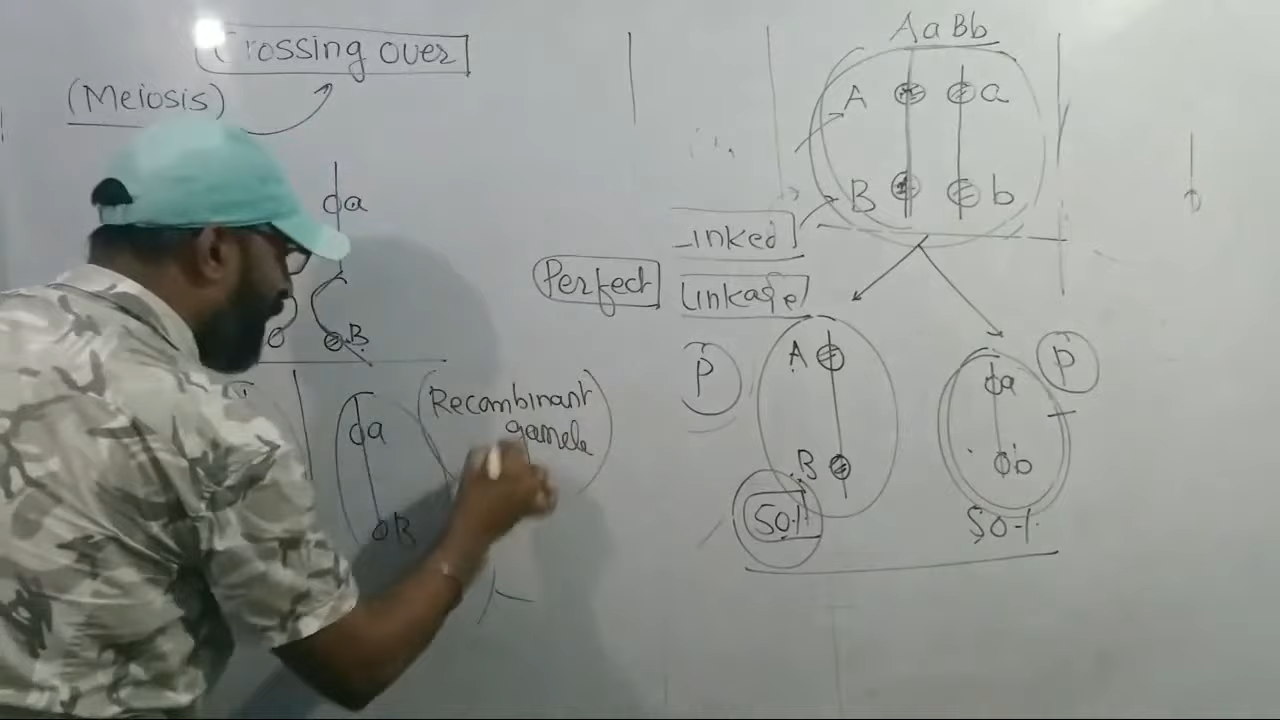 Crossing over
(Meiosis)
a
B
a
B
(Recombinant
gamete)
AaBb
A a
B b
Linked
Perfect Linkage
P
A
B
50%
P
a
b
50%